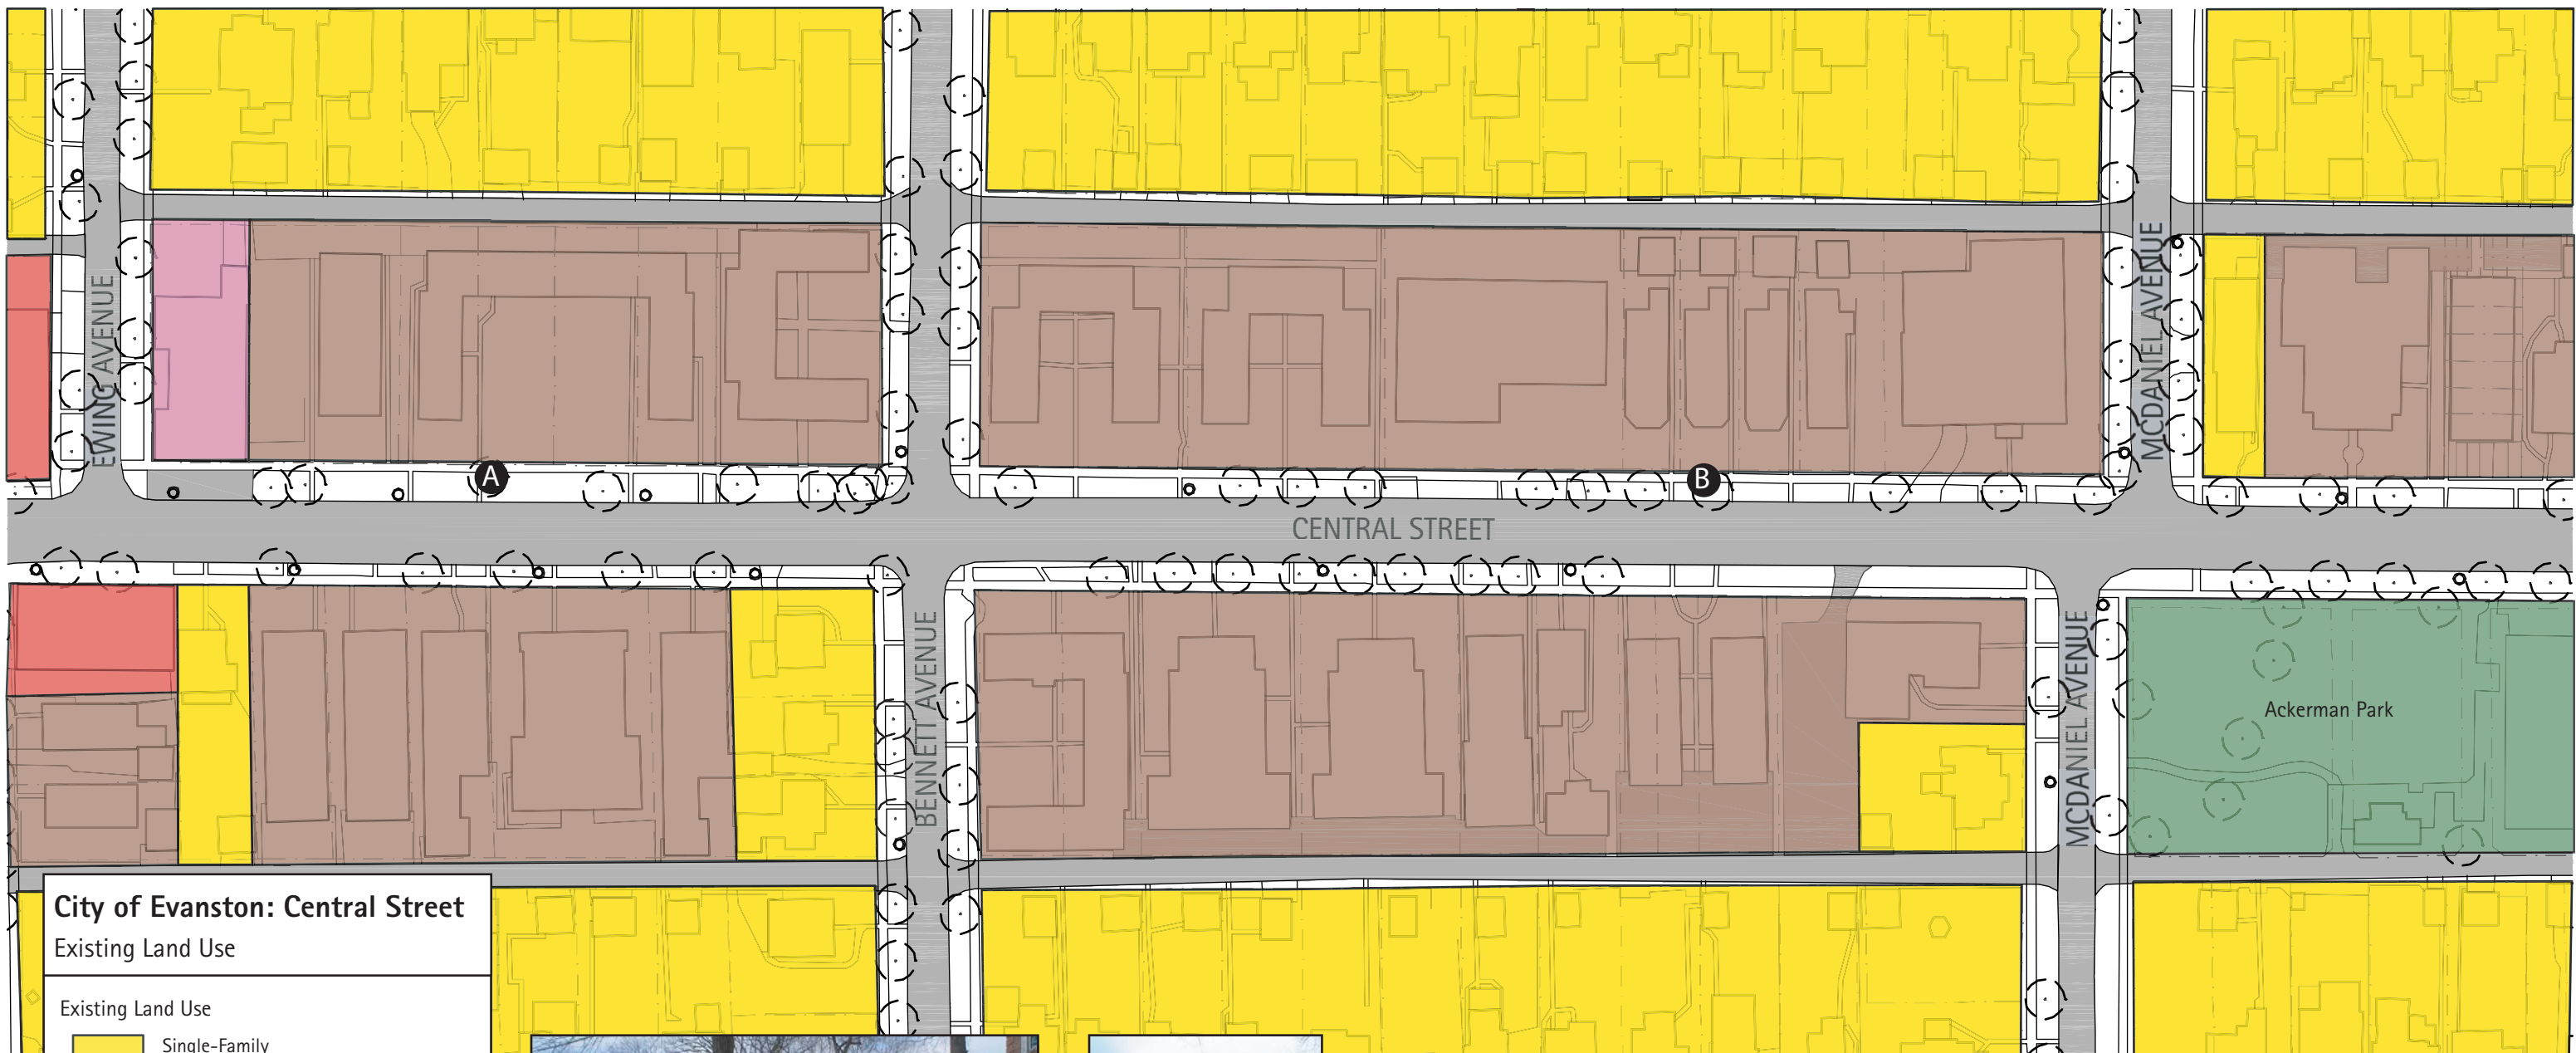 EWING AVENUE
MCDANIEL AVENUE
A
B
CENTRAL STREET
BENNETT AVENUE
MCDANIEL AVENUE
Ackerman Park
City of Evanston: Central Street
Existing Land Use
Existing Land Use
Single-Family